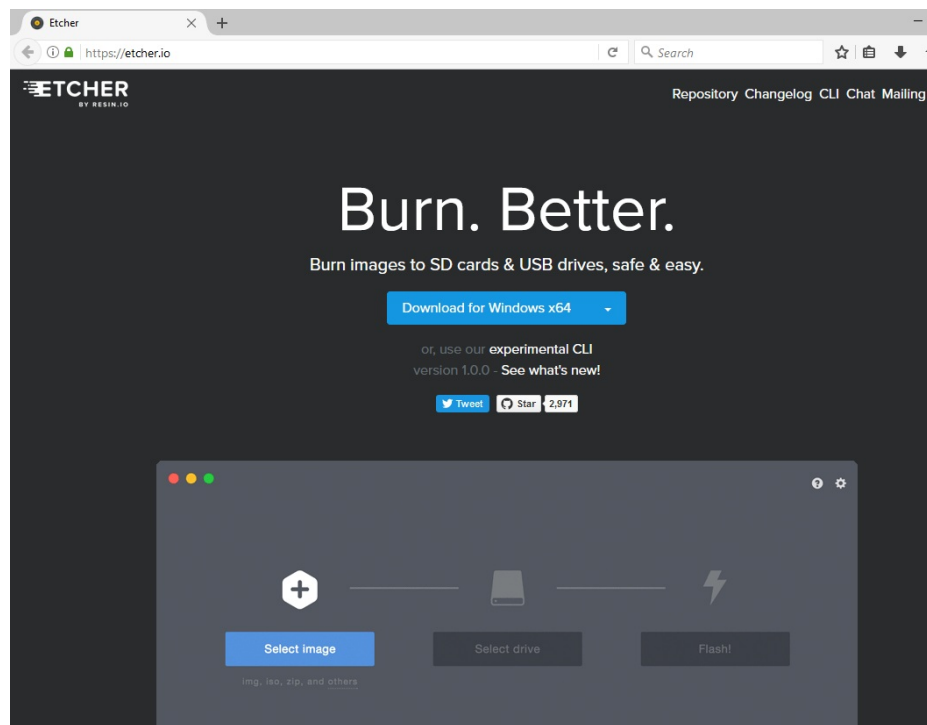 Etcher
https://etcher.io
Search
ETCHER
BY RESIN.IO
Repository Changelog CLI Chat Mailing
Burn. Better.
Burn images to SD cards & USB drives, safe & easy.
Download for Windows x64
or, use our experimental CLI
version 1.0.0 - See what's new!
Tweet Star 2,971
Select image Select drive Flash!
img, iso, zip, and others